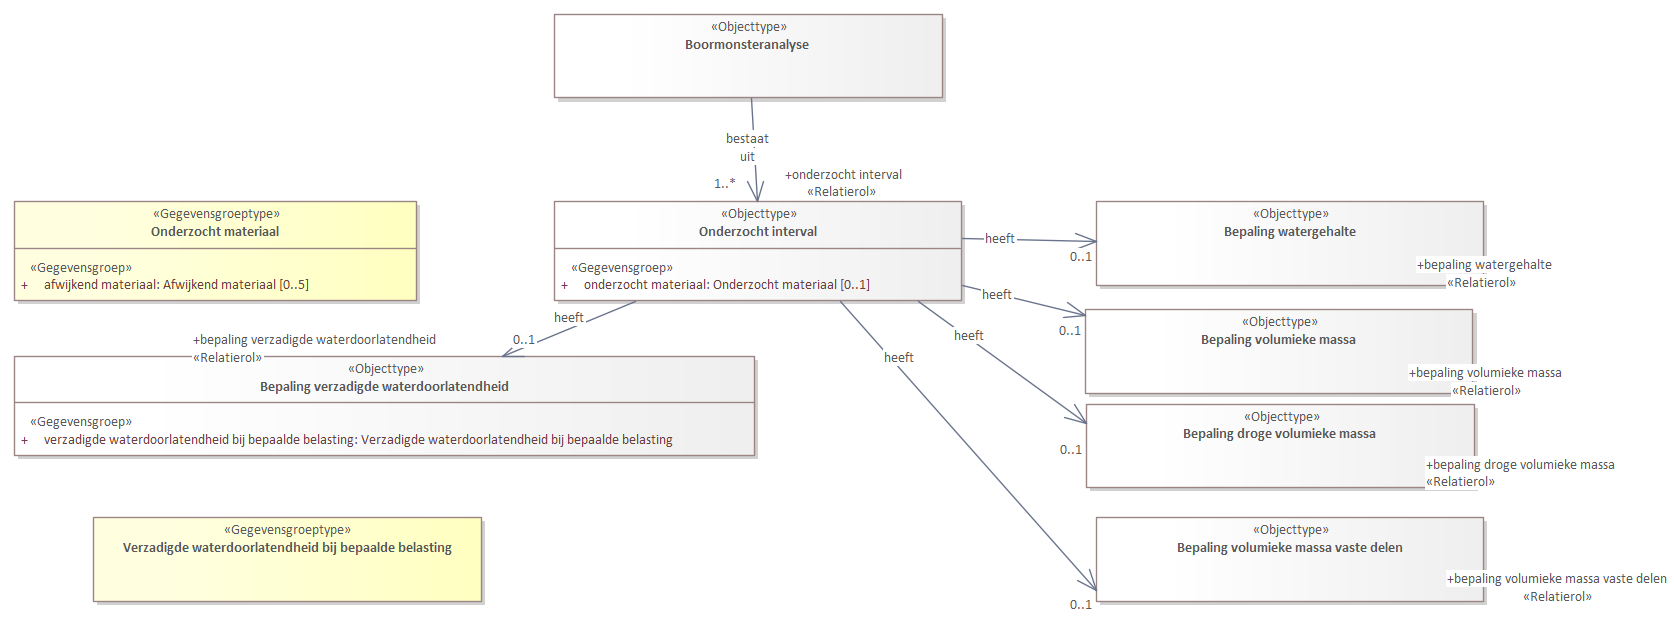 «Objecttype»
Boormonsteranalyse
bestaat
uit
1..*
+onderzocht interval
«Relatierol»
«Gegevensgroeptype»
Onderzocht materiaal
«Gegevensgroep»
+ afwijkend materiaal: Afwijkend materiaal [0..5]
«Objecttype»
Onderzocht interval
«Gegevensgroep»
+ onderzocht materiaal: Onderzocht materiaal [0..1]
heeft
0..1
«Objecttype»
Bepaling watergehalte
+bepaling watergehalte
«Relatierol»
heeft
0..1
«Objecttype»
Bepaling volumieke massa
+bepaling volumieke massa
«Relatierol»
heeft
0..1
+bepaling verzadigde waterdoorlatendheid
«Relatierol»
«Objecttype»
Bepaling verzadigde waterdoorlatendheid
«Gegevensgroep»
+ verzadigde waterdoorlatendheid bij bepaalde belasting: Verzadigde waterdoorlatendheid bij bepaalde belasting
heeft
0..1
«Objecttype»
Bepaling droge volumieke massa
+bepaling droge volumieke massa
«Relatierol»
heeft
0..1
«Objecttype»
Bepaling volumieke massa vaste delen
+bepaling volumieke massa vaste delen
«Relatierol»
«Gegevensgroeptype»
Verzadigde waterdoorlatendheid bij bepaalde belasting